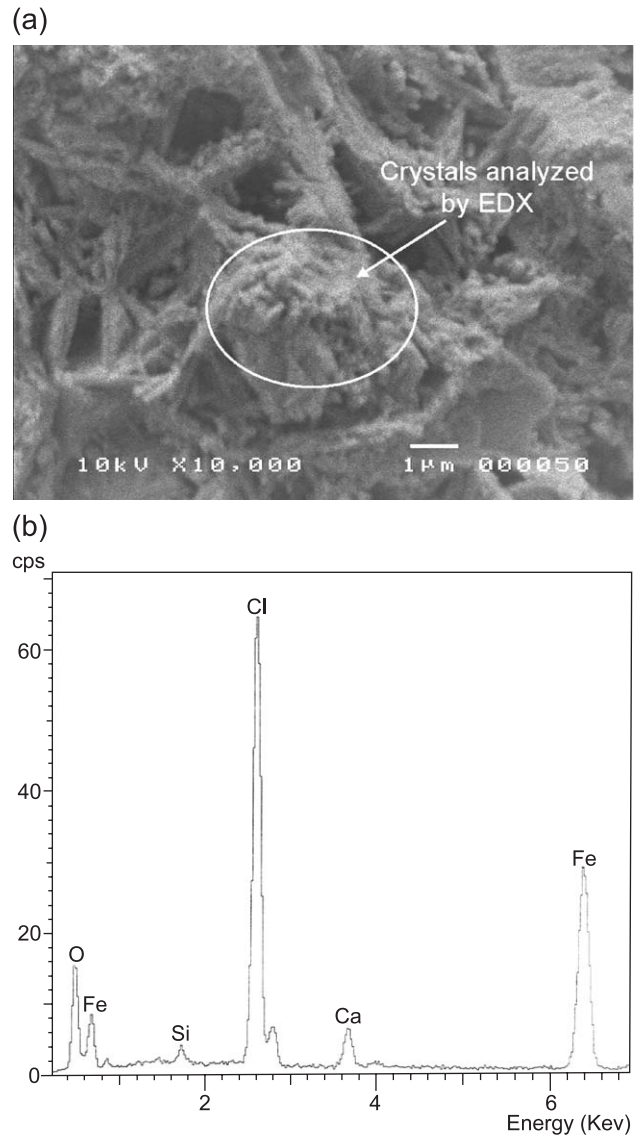 (a)
Crystals analyzed
by EDX
10kV X10,000 1μm 000050
(b)
cps
Cl
60
40
Fe
20
O
Fe
Si
Ca
0
2
4
6
Energy (Kev)